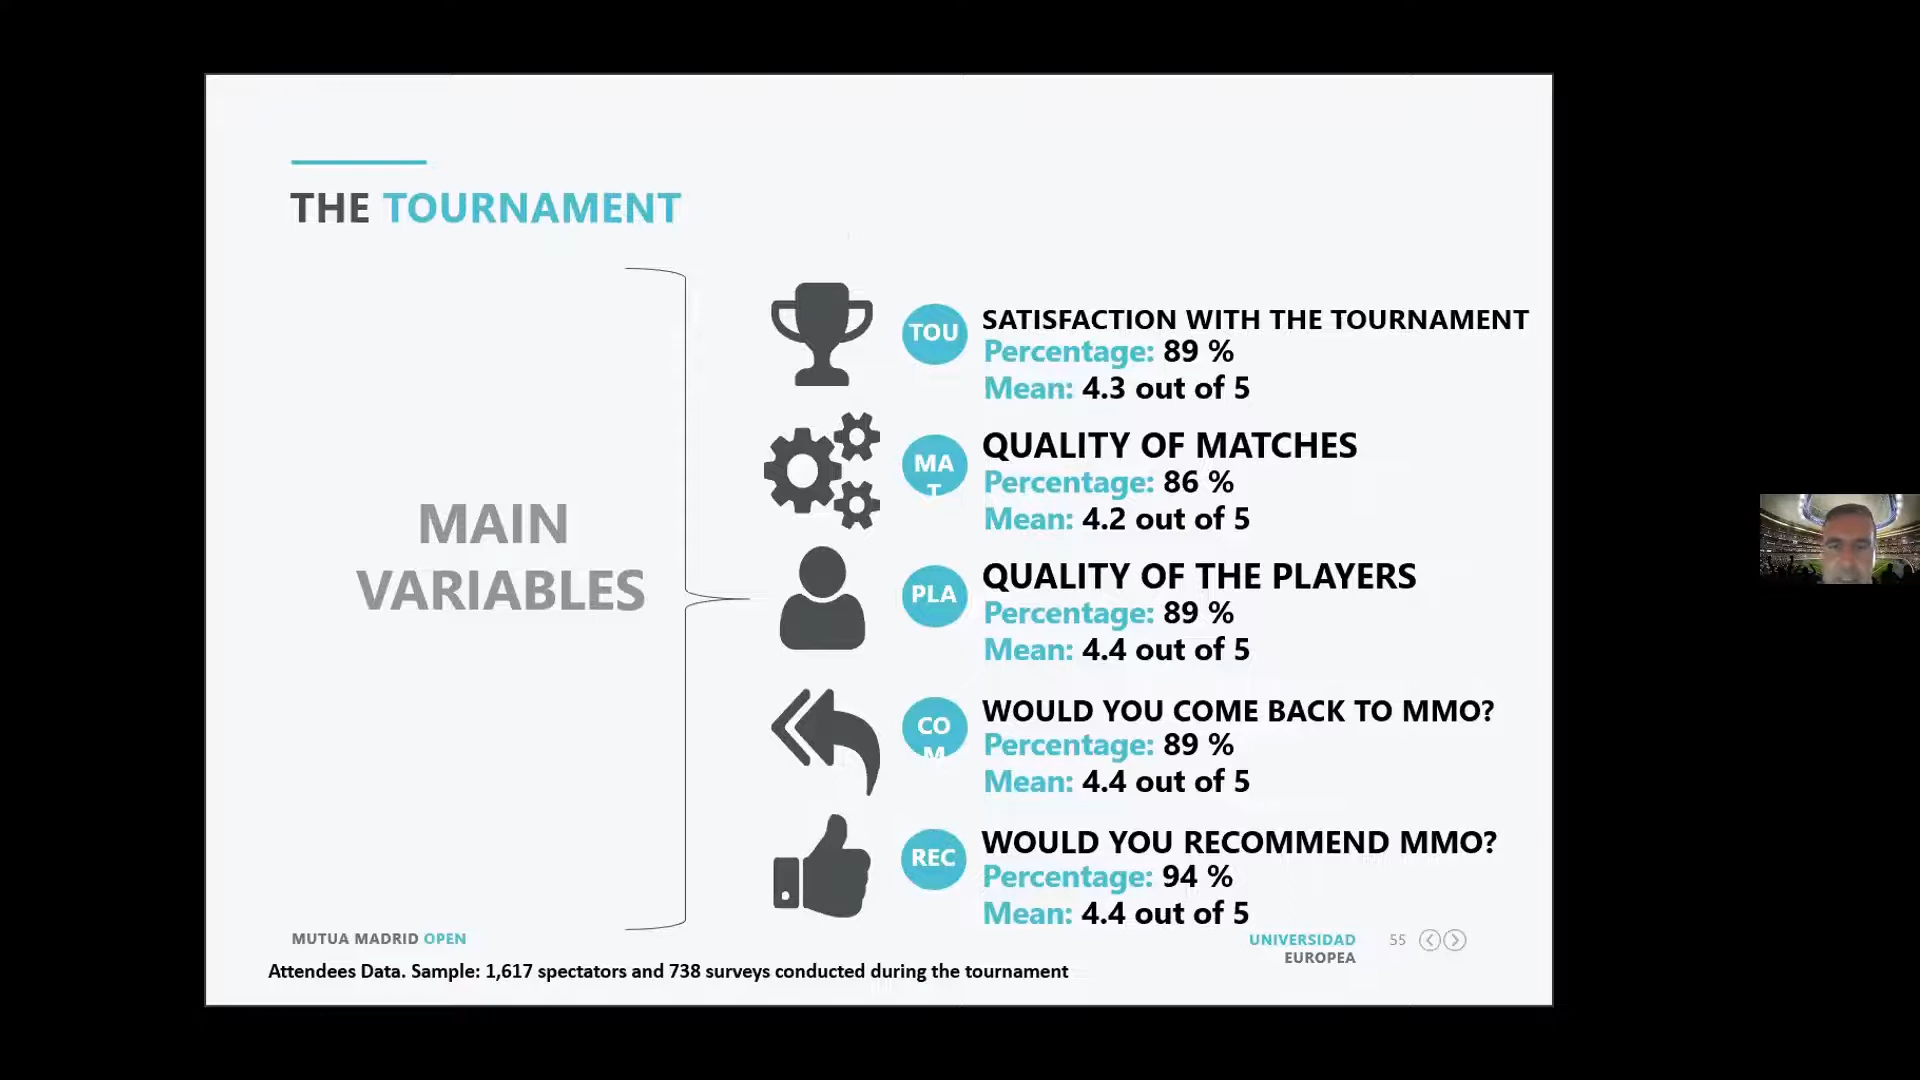 THE TOURNAMENT
MAIN
VARIABLES
TOU
SATISFACTION WITH THE TOURNAMENT
Percentage: 89 %
Mean: 4.3 out of 5
MA
T
QUALITY OF MATCHES
Percentage: 86 %
Mean: 4.2 out of 5
PLA
QUALITY OF THE PLAYERS
Percentage: 89 %
Mean: 4.4 out of 5
CO
M
WOULD YOU COME BACK TO MMO?
Percentage: 89 %
Mean: 4.4 out of 5
REC
WOULD YOU RECOMMEND MMO?
Percentage: 94 %
Mean: 4.4 out of 5
MUTUA MADRID OPEN
UNIVERSIDAD
EUROPEA
55
Attendees Data. Sample: 1,617 spectators and 738 surveys conducted during the tournament